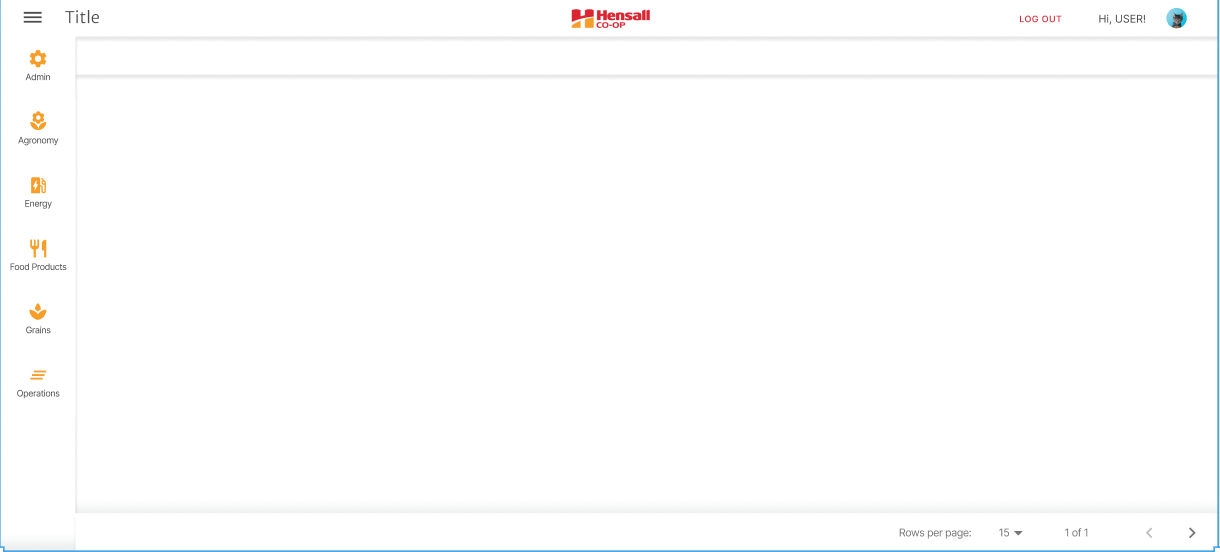 Title
Hensall
CO-OP
LOG OUT
Hi, USER!
Admin
Agronomy
Energy
Food Products
Grains
Operations
Rows per page:
15
1 of 1